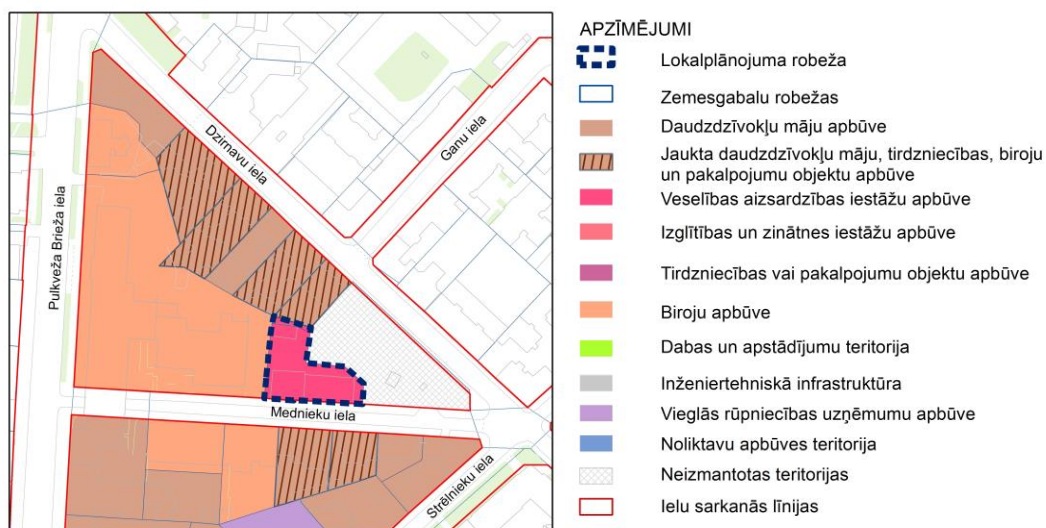 Dzirnavu iela
Ganu iela
Pulkveža Brieža iela
Mednieku iela
Strēlnieku iela
APZĪMĒJUMI
Lokalplānojuma robeža
Zemesgabalu robežas
Daudzdzīvokļu māju apbūve
Jaukta daudzdzīvokļu māju, tirdzniecības, biroju
un pakalpojumu objektu apbūve
Veselības aizsardzības iestāžu apbūve
Izglītības un zinātnes iestāžu apbūve
Tirdzniecības vai pakalpojumu objektu apbūve
Biroju apbūve
Dabas un apstādījumu teritorija
Inženiertehniskā infrastruktūra
Vieglās rūpniecības uzņēmumu apbūve
Noliktavu apbūves teritorija
Neizmantotas teritorijas
Ielu sarkanās līnijas